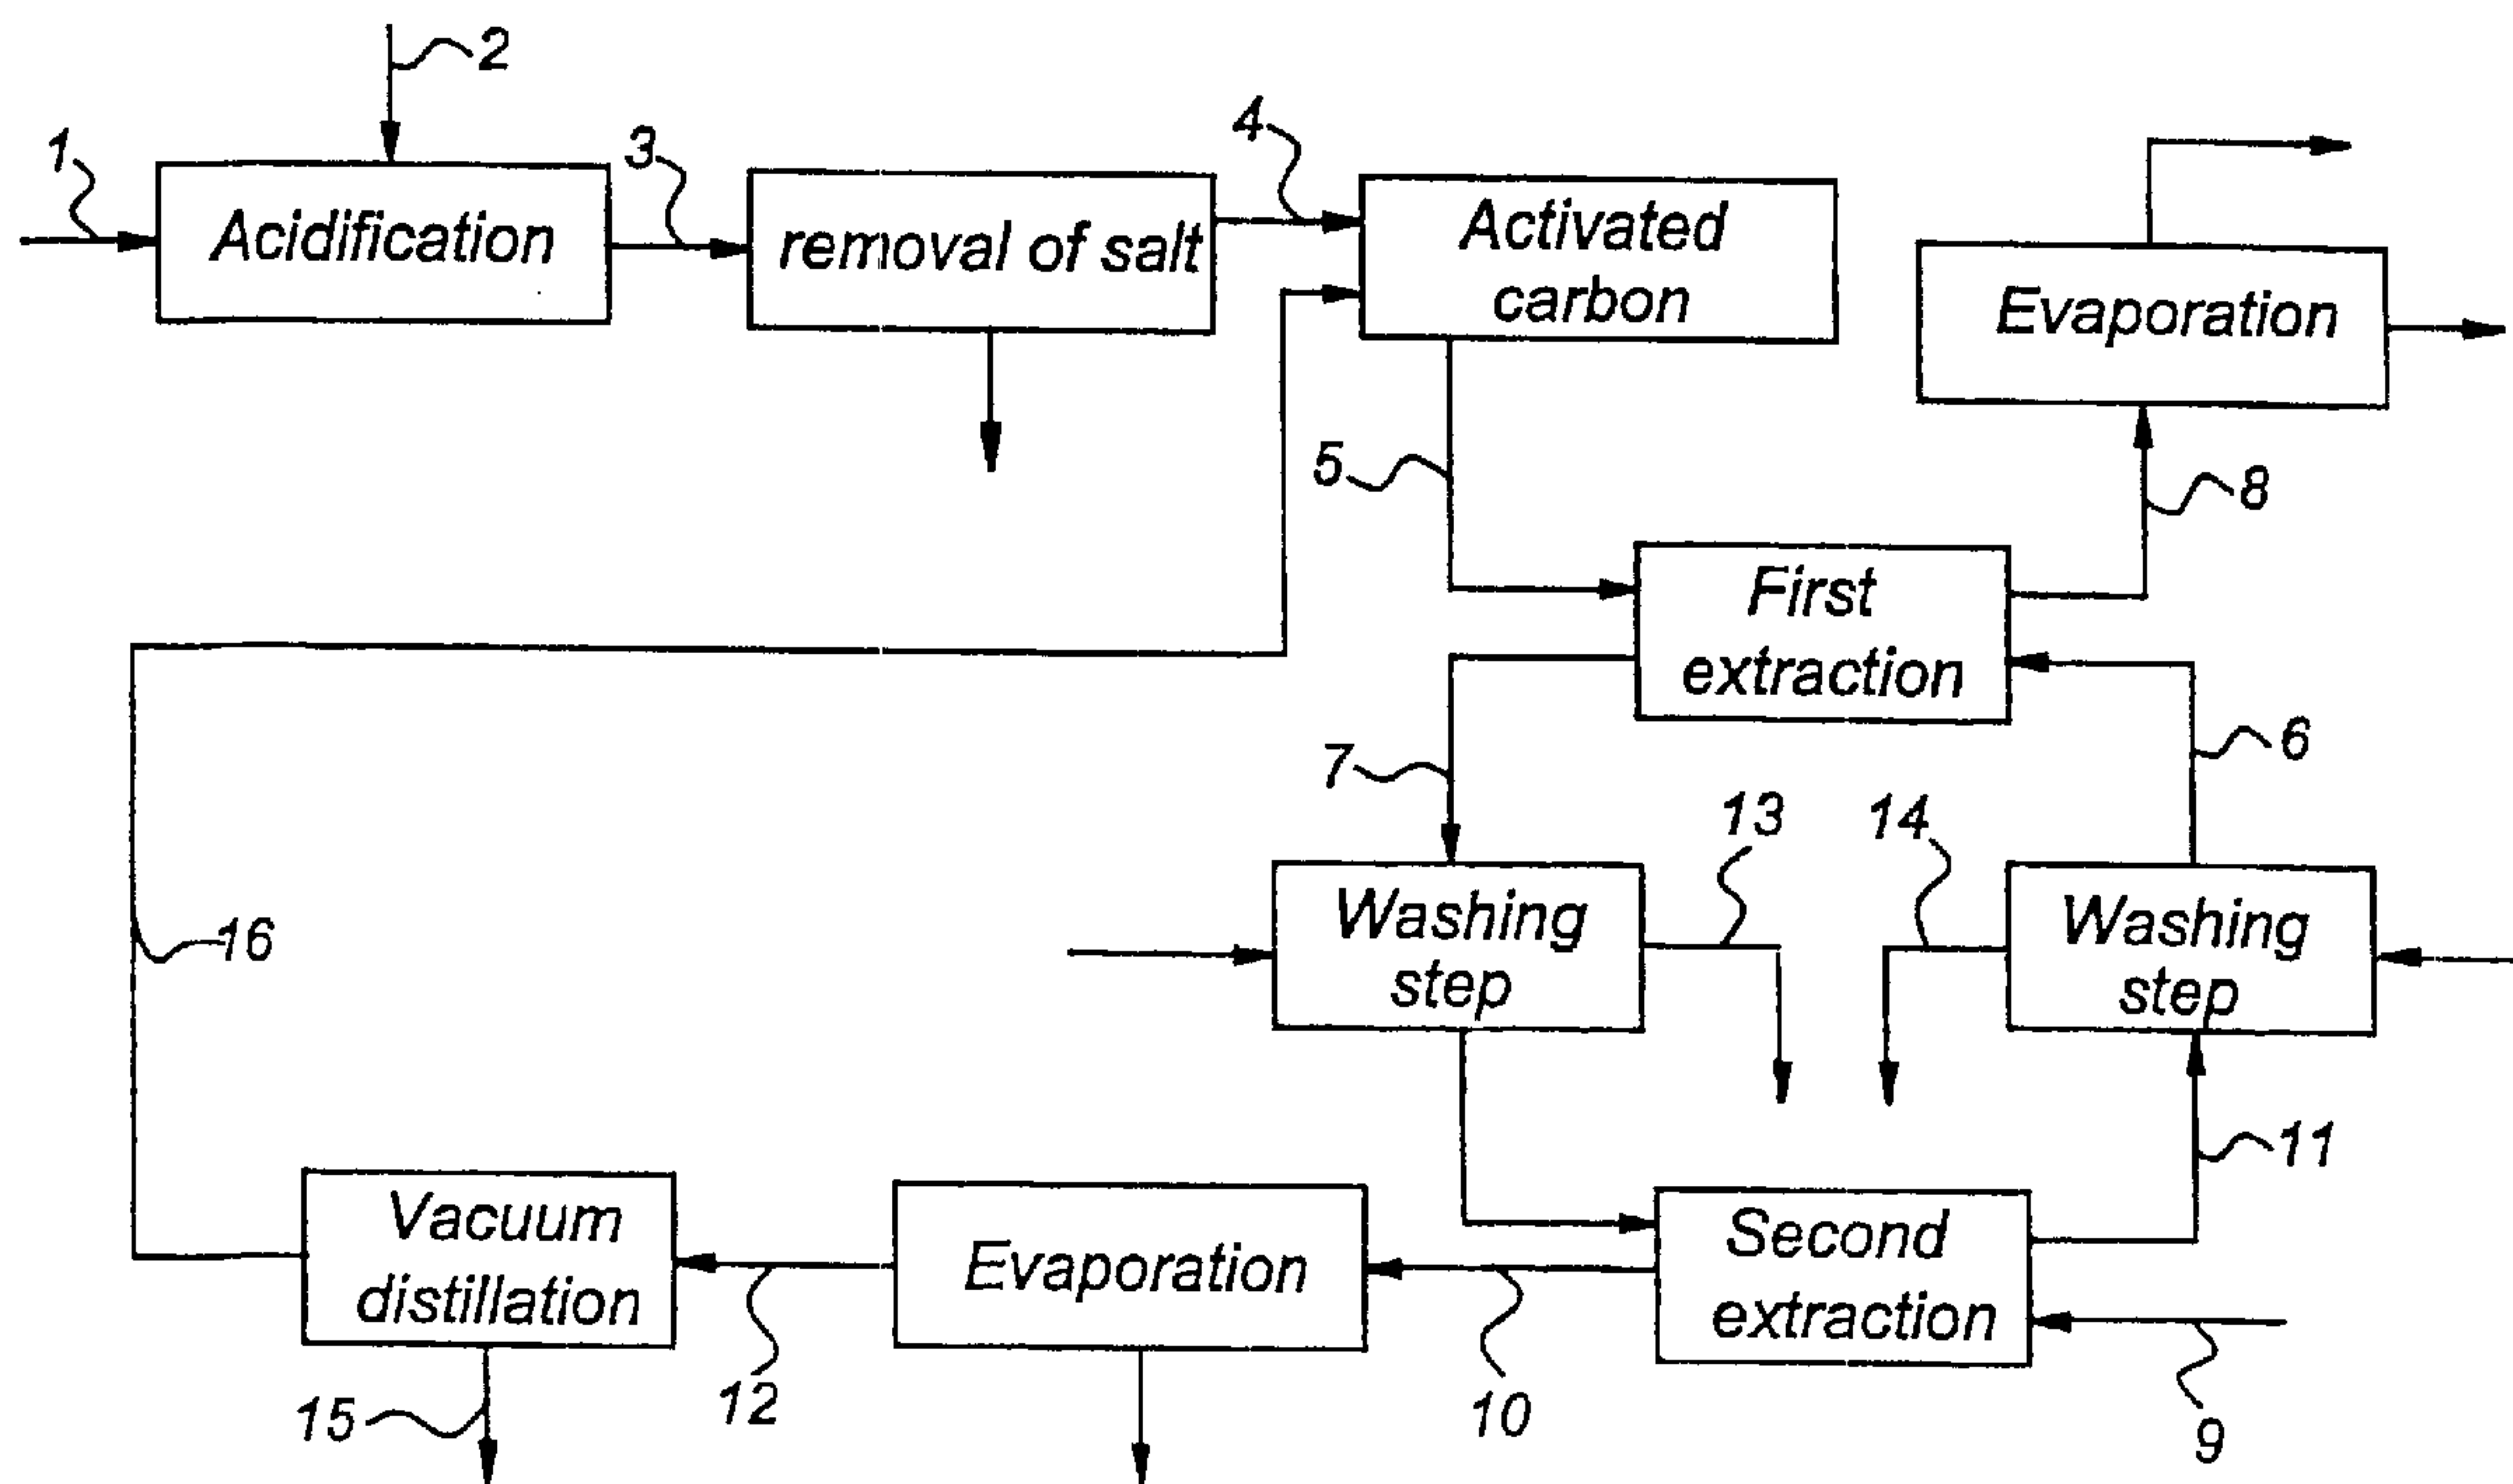 2
1
3
4
Acidification
removal of salt
Activated
carbon
Evaporation
5
8
First
extraction
7
6
13
14
Washing
step
Washing
step
16
11
Vacuum
distillation
Evaporation
Second
extraction
15
12
10
9